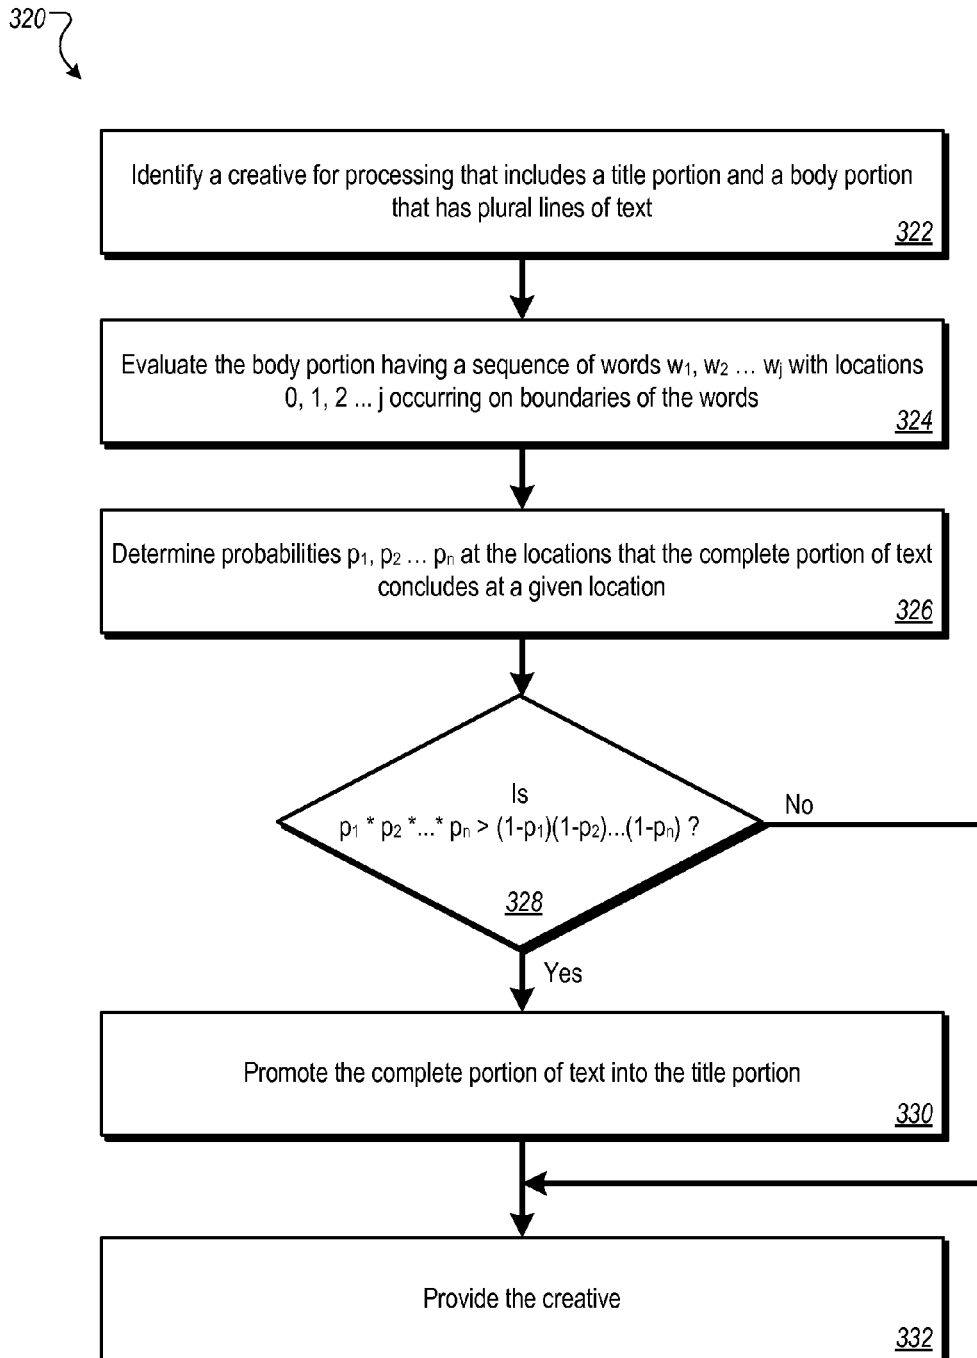 320
Identify a creative for processing that includes a title portion and a body portion
that has plural lines of text
322
Evaluate the body portion having a sequence of words w₁, w₂ ... wⱼ with locations
0, 1, 2 ... j occurring on boundaries of the words
324
Determine probabilities p₁, p₂ ... pₙ at the locations that the complete portion of text
concludes at a given location
326
Is
p₁ * p₂ *...* pₙ > (1-p₁)(1-p₂)...(1-pₙ) ?
No
328
Yes
Promote the complete portion of text into the title portion
330
Provide the creative
332